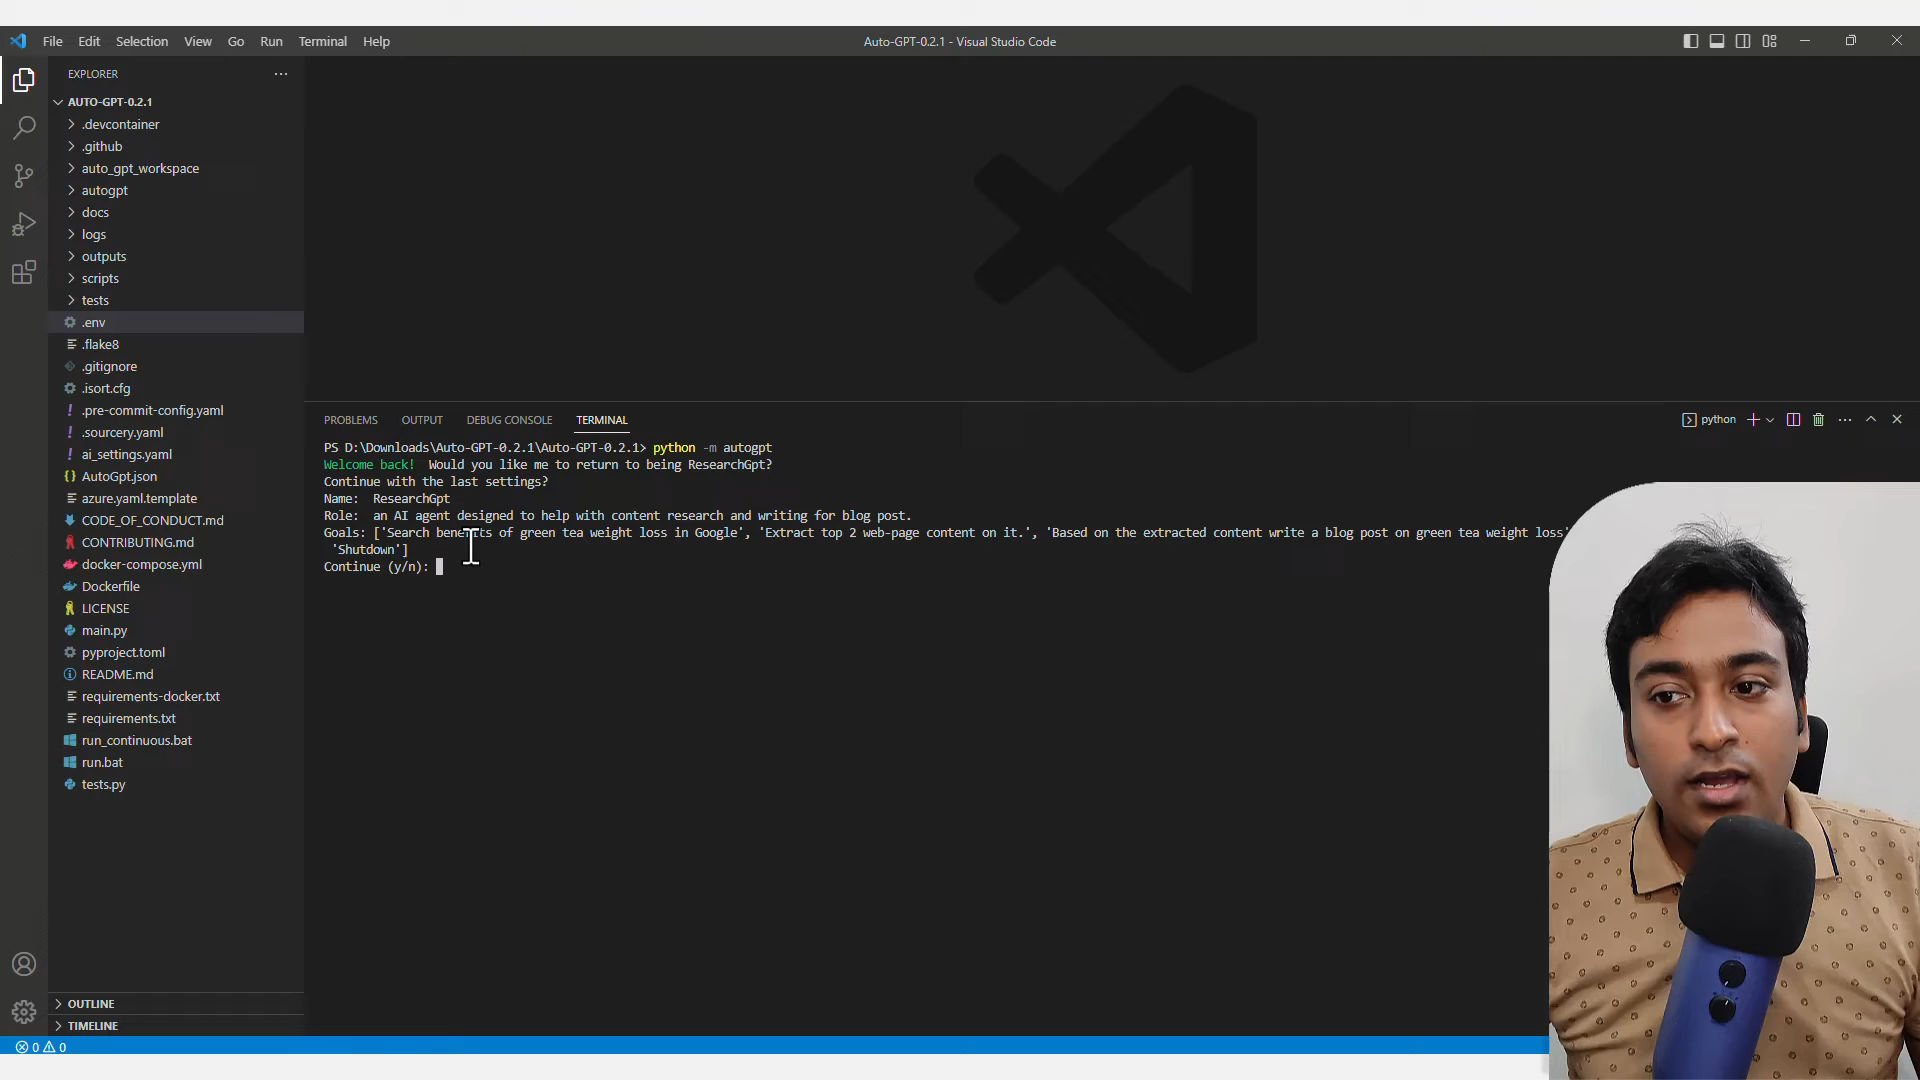 File Edit Selection View Go Run Terminal Help
Auto-GPT-0.2.1 - Visual Studio Code
EXPLORER
AUTO-GPT-0.2.1
.devcontainer
.github
auto_gpt_workspace
autogpt
docs
logs
outputs
scripts
tests
.env
.flake8
.gitignore
.isort.cfg
.pre-commit-config.yaml
.sourcery.yaml
ai_settings.yaml
AutoGpt.json
azure.yaml.template
CODE_OF_CONDUCT.md
CONTRIBUTING.md
docker-compose.yml
Dockerfile
LICENSE
main.py
pyproject.toml
README.md
requirements-docker.txt
requirements.txt
run_continuous.bat
run.bat
tests.py
OUTLINE
TIMELINE
0 0
PROBLEMS OUTPUT DEBUG CONSOLE TERMINAL
python
PS D:\Downloads\Auto-GPT-0.2.1\Auto-GPT-0.2.1> python -m autogpt
Welcome back! Would you like me to return to being ResearchGpt?
Continue with the last settings?
Name: ResearchGpt
Role: an AI agent designed to help with content research and writing for blog post.
Goals: ['Search benefits of green tea weight loss in Google', 'Extract top 2 web-page content on it.', 'Based on the extracted content write a blog post on green tea weight loss'
'Shutdown']
Continue (y/n):